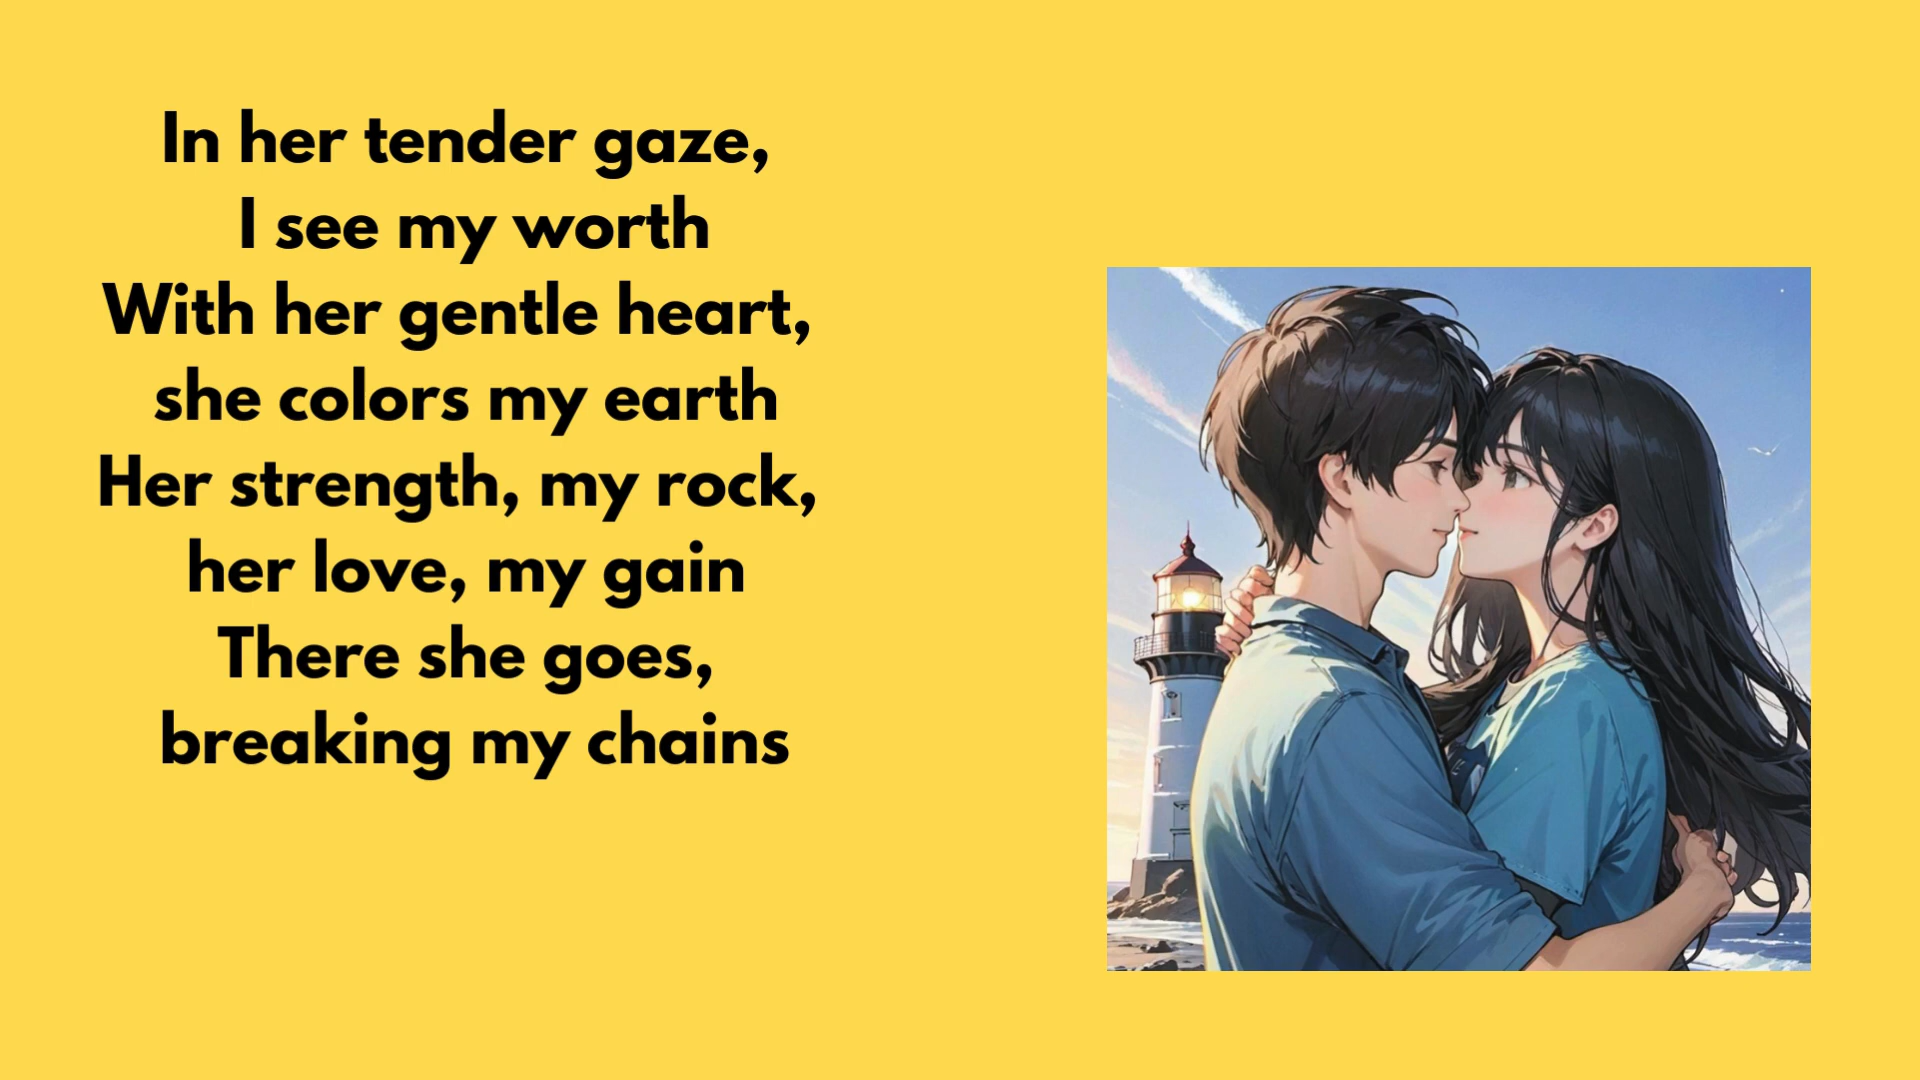 In her tender gaze,
I see my worth
With her gentle heart,
she colors my earth
Her strength, my rock,
her love, my gain
There she goes,
breaking my chains